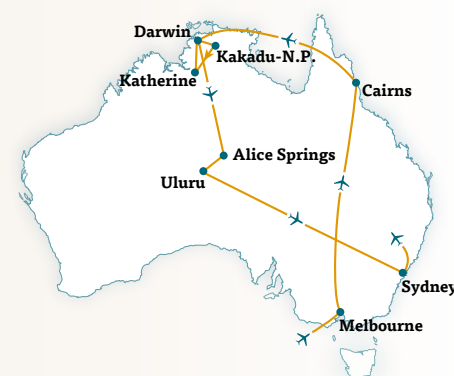 Darwin
Kakadu-N.P.
Katherine
Cairns
Alice Springs
Uluru
Sydney
Melbourne